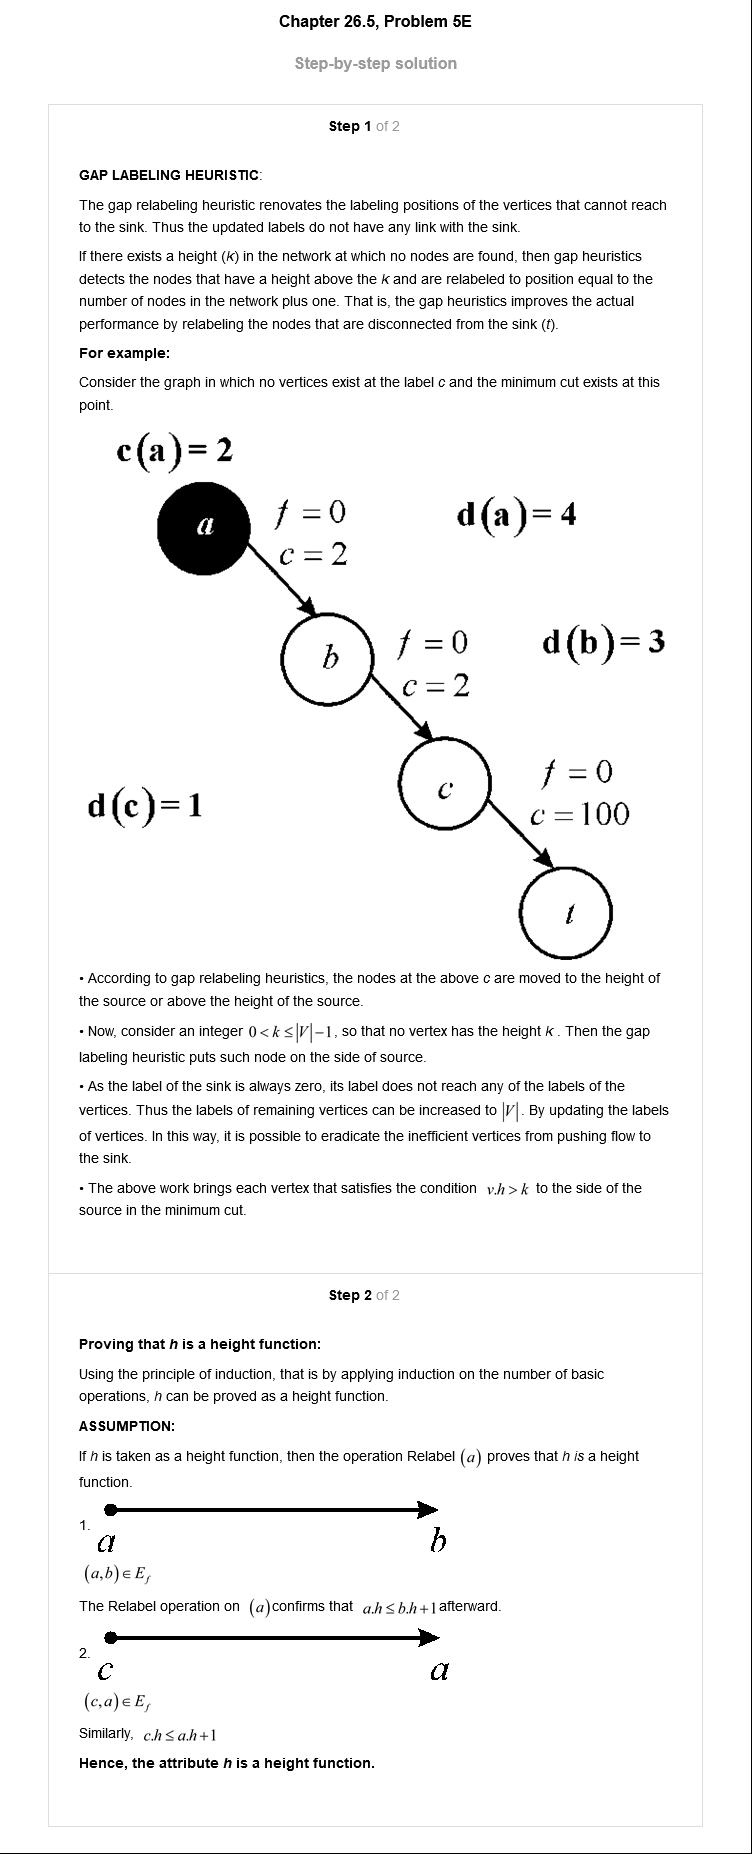 Chapter 26.5, Problem 5E
Step-by-step solution
Step 1 of 2
GAP LABELING HEURISTIC:
The gap relabeling heuristic renovates the labeling positions of the vertices that cannot reach
to the sink. Thus the updated labels do not have any link with the sink.
If there exists a height (k) in the network at which no nodes are found, then gap heuristics
detects the nodes that have a height above the k and are relabeled to position equal to the
number of nodes in the network plus one. That is, the gap heuristics improves the actual
performance by relabeling the nodes that are disconnected from the sink (t).
For example:
Consider the graph in which no vertices exist at the label c and the minimum cut exists at this
point.
c(a)= 2
a
f = 0
c = 2
d(a)= 4
b
f = 0
c = 2
d(b)= 3
c
f = 0
c = 100
d(c)= 1
t
• According to gap relabeling heuristics, the nodes at the above c are moved to the height of
the source or above the height of the source.
• Now, consider an integer 0 < k ≤ |V| − 1, so that no vertex has the height k . Then the gap
labeling heuristic puts such node on the side of source.
• As the label of the sink is always zero, its label does not reach any of the labels of the
vertices. Thus the labels of remaining vertices can be increased to |V|. By updating the labels
of vertices. In this way, it is possible to eradicate the inefficient vertices from pushing flow to
the sink.
• The above work brings each vertex that satisfies the condition v.h > k to the side of the
source in the minimum cut.
Step 2 of 2
Proving that h is a height function:
Using the principle of induction, that is by applying induction on the number of basic
operations, h can be proved as a height function.
ASSUMPTION:
If h is taken as a height function, then the operation Relabel (a) proves that h is a height
function.
1.
a b
(a,b) ∈ E_f
The Relabel operation on (a) confirms that a.h ≤ b.h + 1 afterward.
2.
c a
(c,a) ∈ E_f
Similarly, c.h ≤ a.h + 1
Hence, the attribute h is a height function.